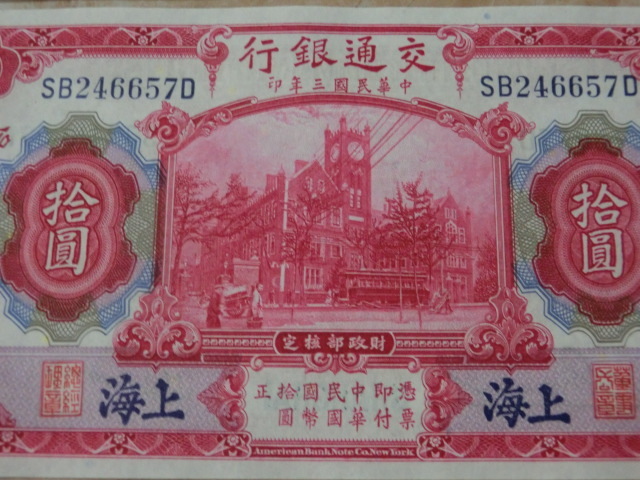 交通銀行
中華民國三年印
SB246657D
SB246657D
拾圓
拾圓
財政部核定
上海
上海
憑票
即付
中華
民國
國幣
拾圓
正
American Bank Note Co. New York